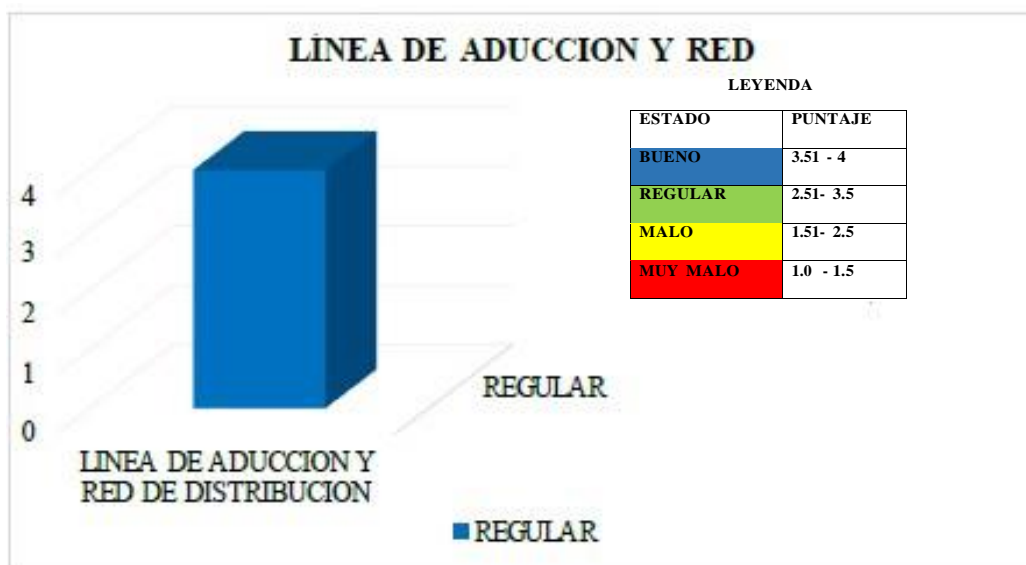 LÍNEA DE ADUCCION Y RED
LEYENDA
ESTADO PUNTAJE
BUENO 3.51 - 4
REGULAR 2.51- 3.5
MALO 1.51- 2.5
MUY MALO 1.0 - 1.5
4
3
2
1
0
REGULAR
LINEA DE ADUCCION Y
RED DE DISTRIBUCION
REGULAR